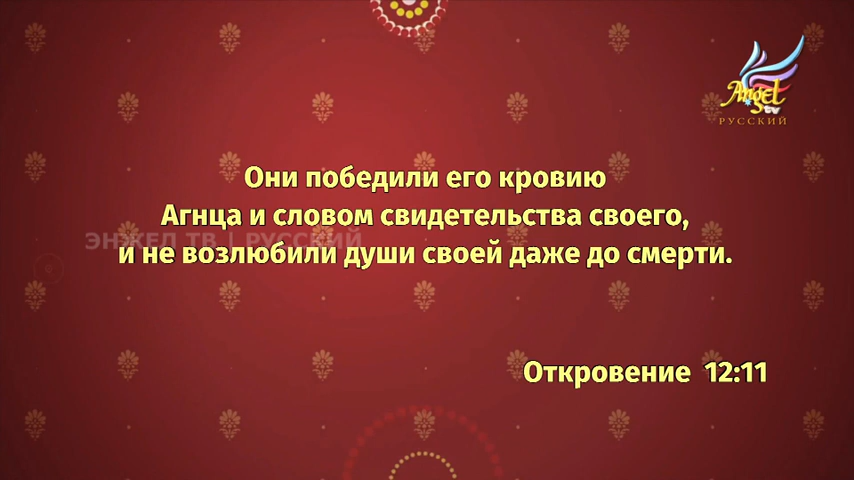 Angel
tv
РУССКИЙ
Они победили его кровию
Агнца и словом свидетельства своего,
ЭНЖЕЛ ТВ | РУССКИЙ
и не возлюбили души своей даже до смерти.
Откровение 12:11